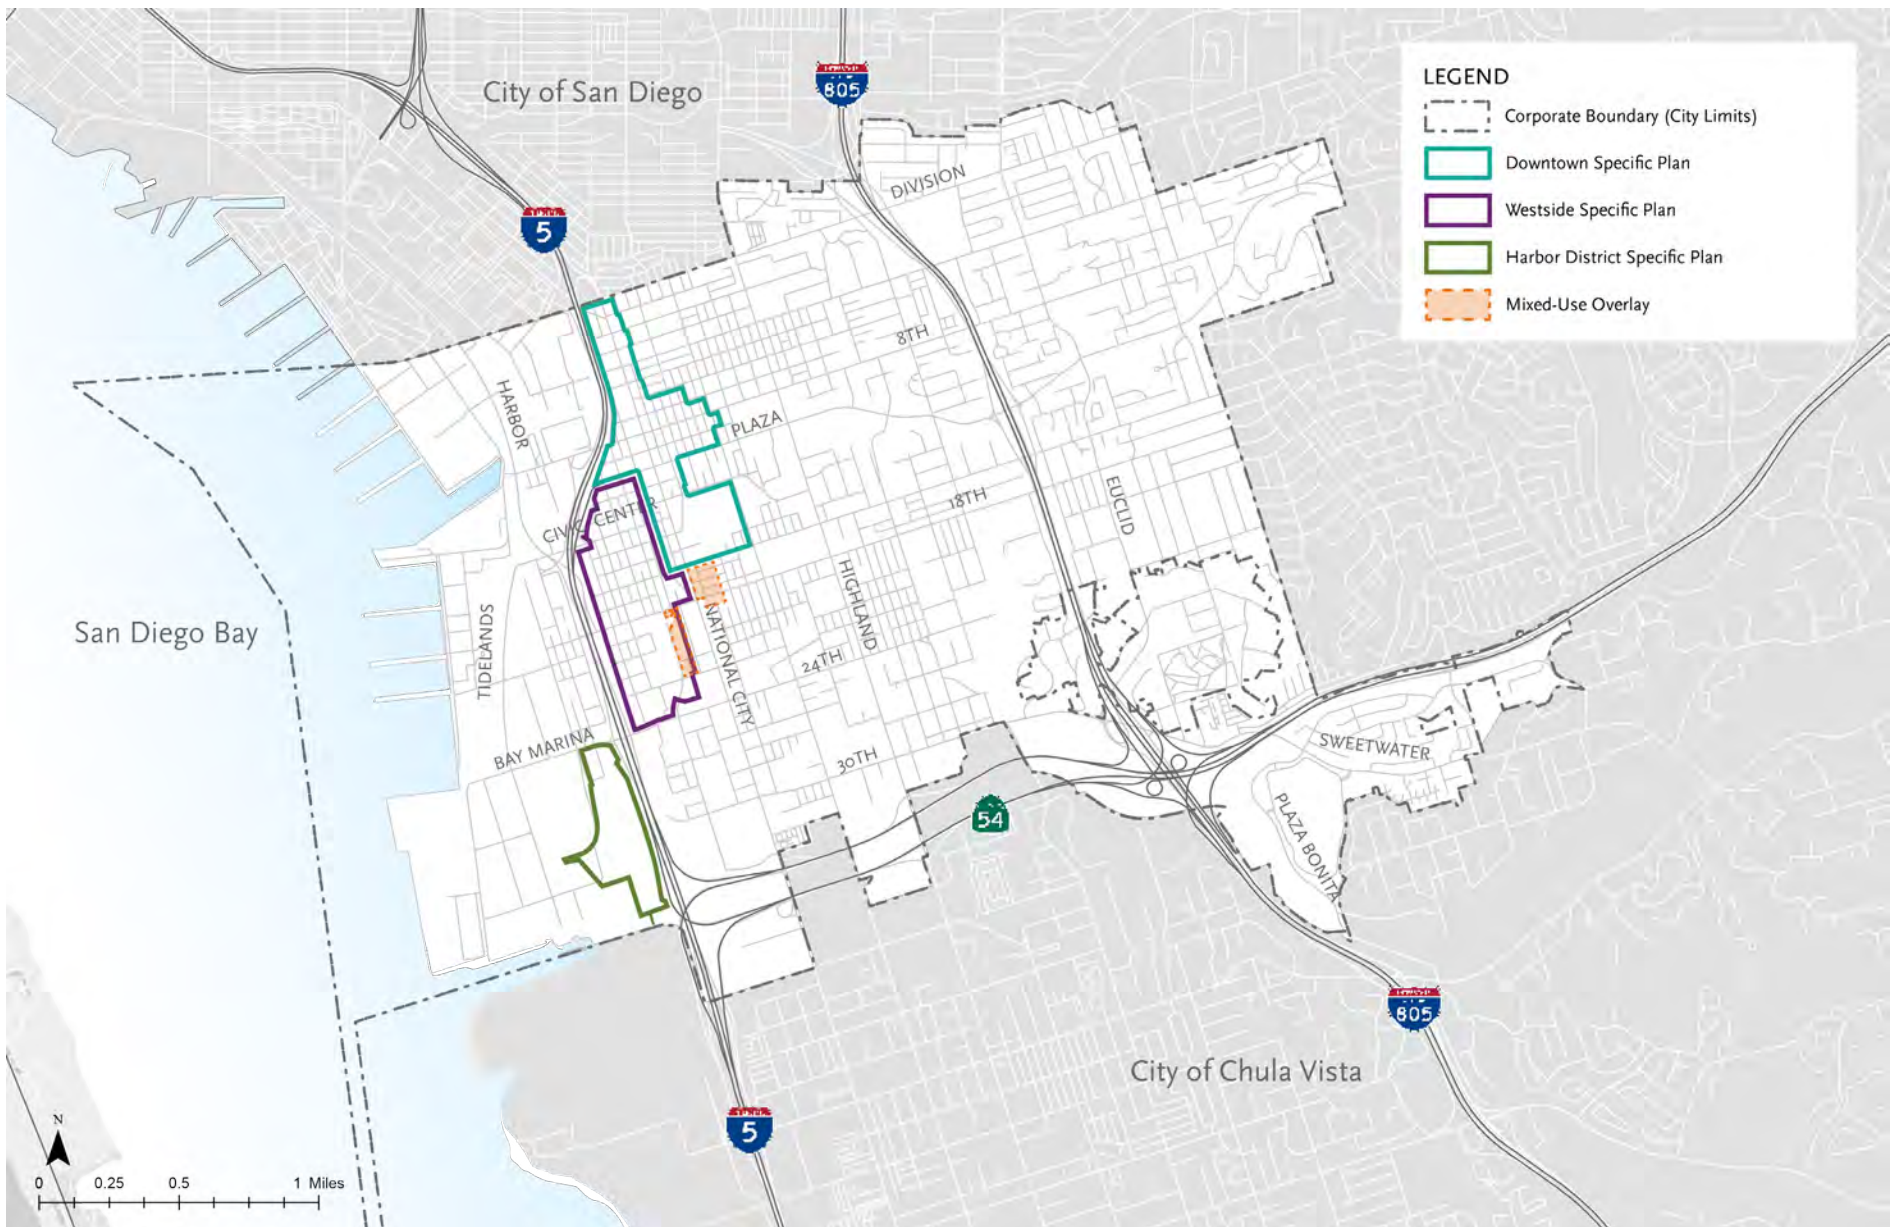 City of San Diego
805
LEGEND
Corporate Boundary (City Limits)
Downtown Specific Plan
Westside Specific Plan
Harbor District Specific Plan
Mixed-Use Overlay
DIVISION
5
8TH
HARBOR
PLAZA
18TH
EUCLID
CIVIC CENTER
HIGHLAND
NATIONAL CITY
San Diego Bay
TIDELANDS
24TH
BAY MARINA
30TH
SWEETWATER
54
PLAZA BONITA
805
City of Chula Vista
5
N
0 0.25 0.5 1 Miles